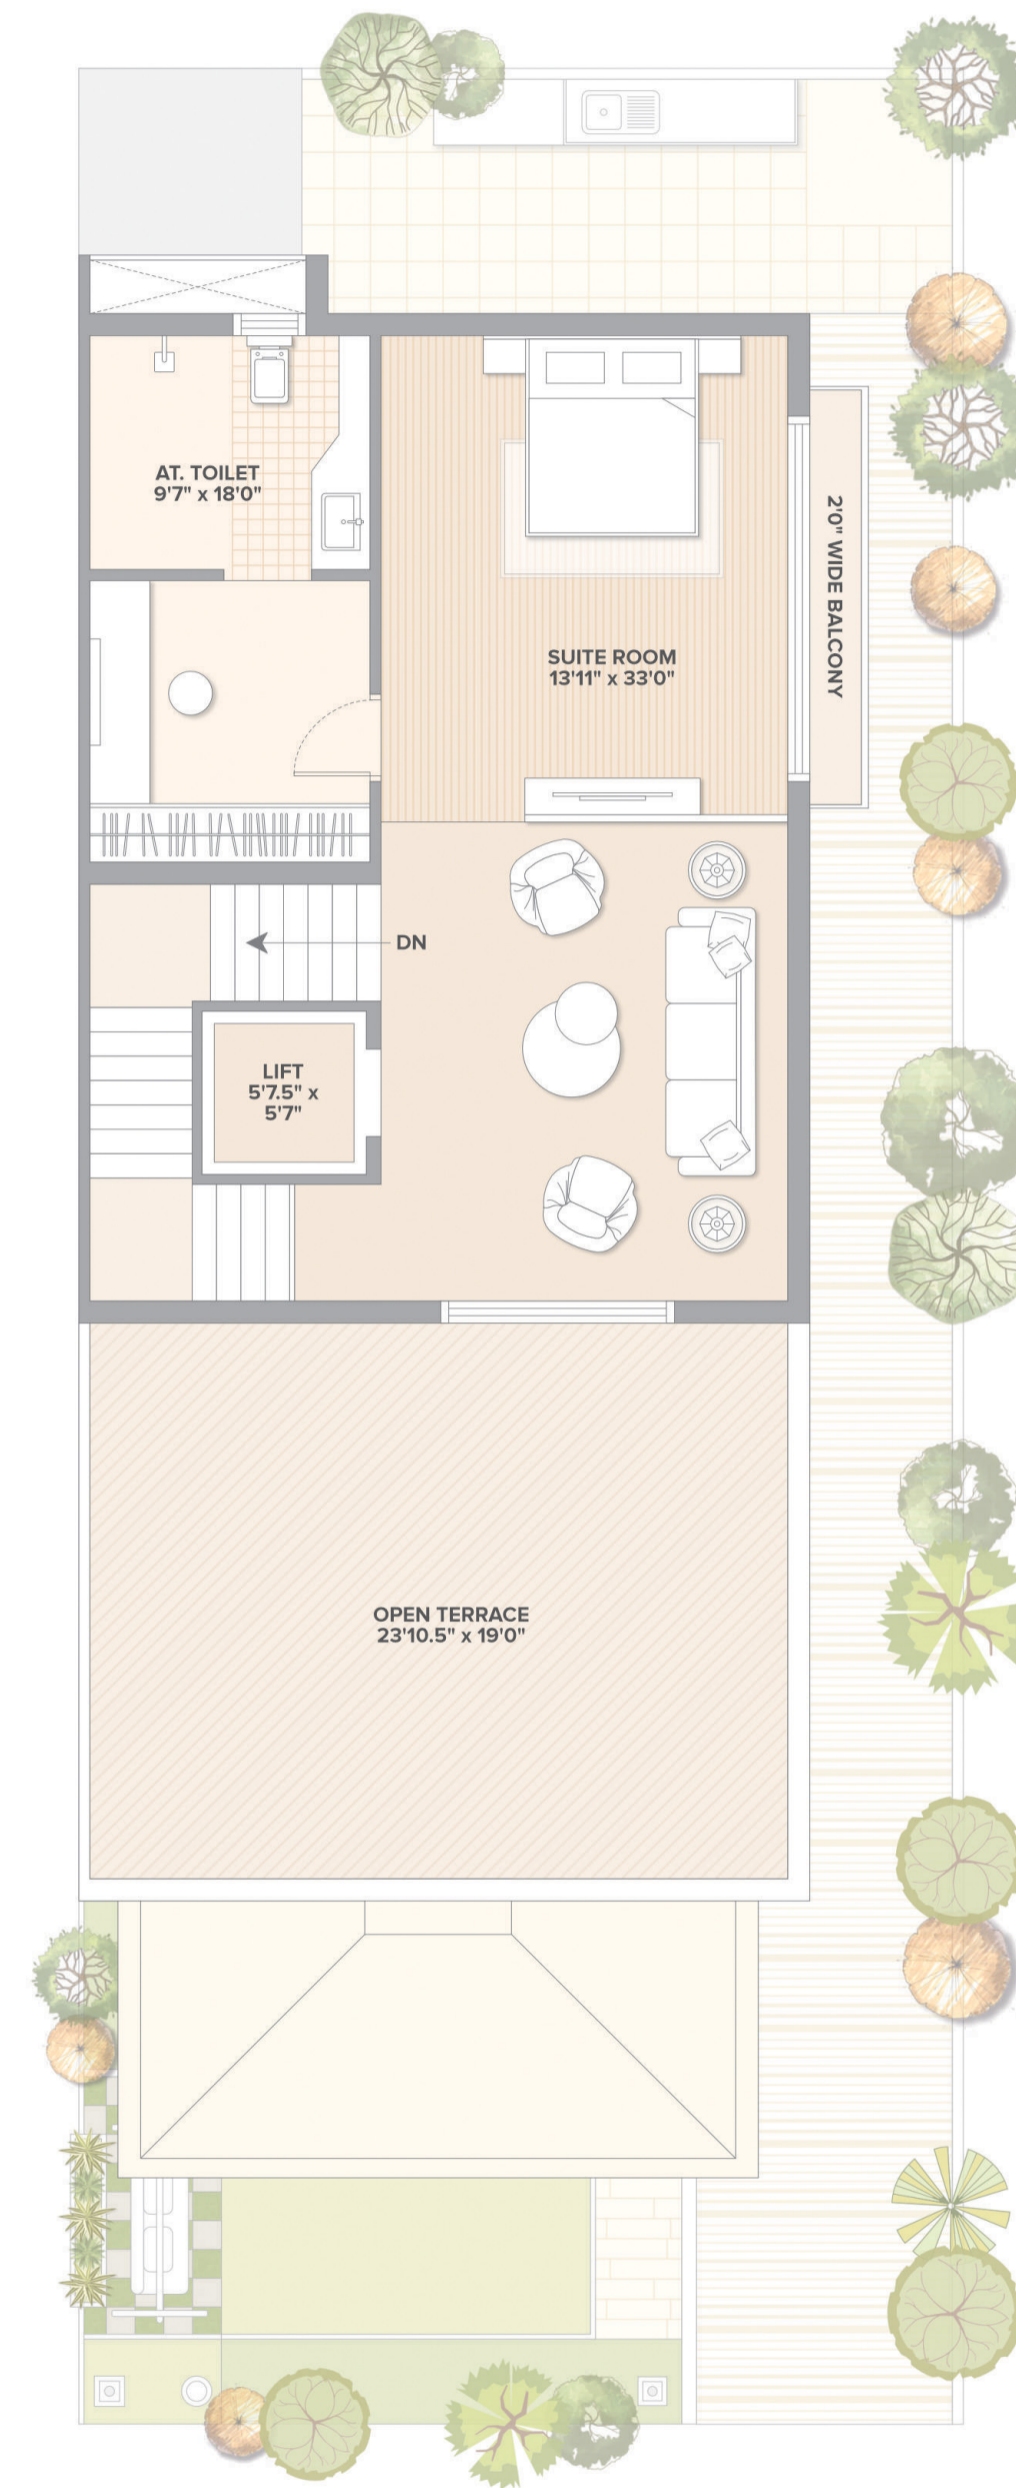 AT. TOILET
9'7" x 18'0"
2'0" WIDE BALCONY
SUITE ROOM
13'11" x 33'0"
DN
LIFT
5'7.5" x
5'7"
OPEN TERRACE
23'10.5" x 19'0"